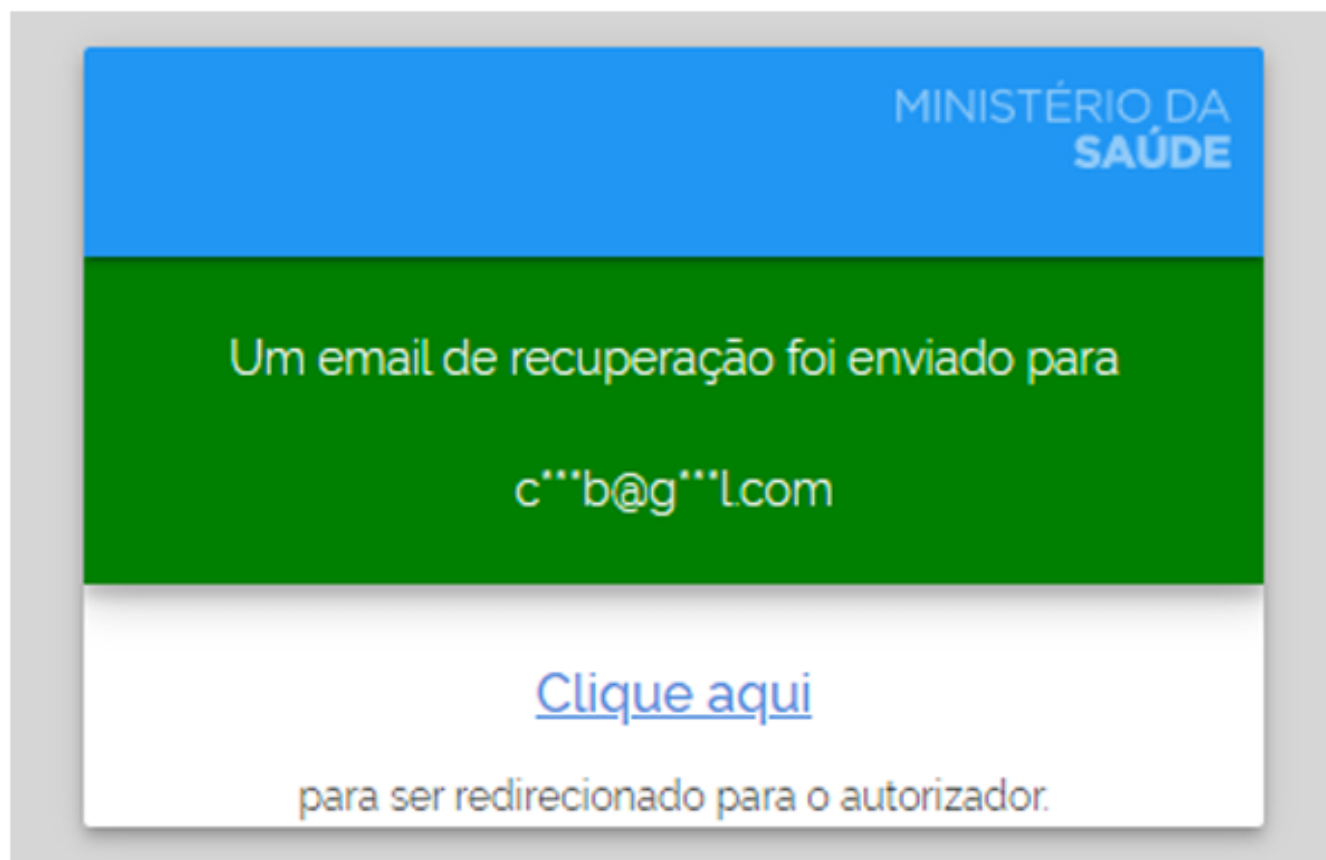 MINISTÉRIO DA
SAÚDE
Um email de recuperação foi enviado para
c***b@g***l.com
Clique aqui
para ser redirecionado para o autorizador.